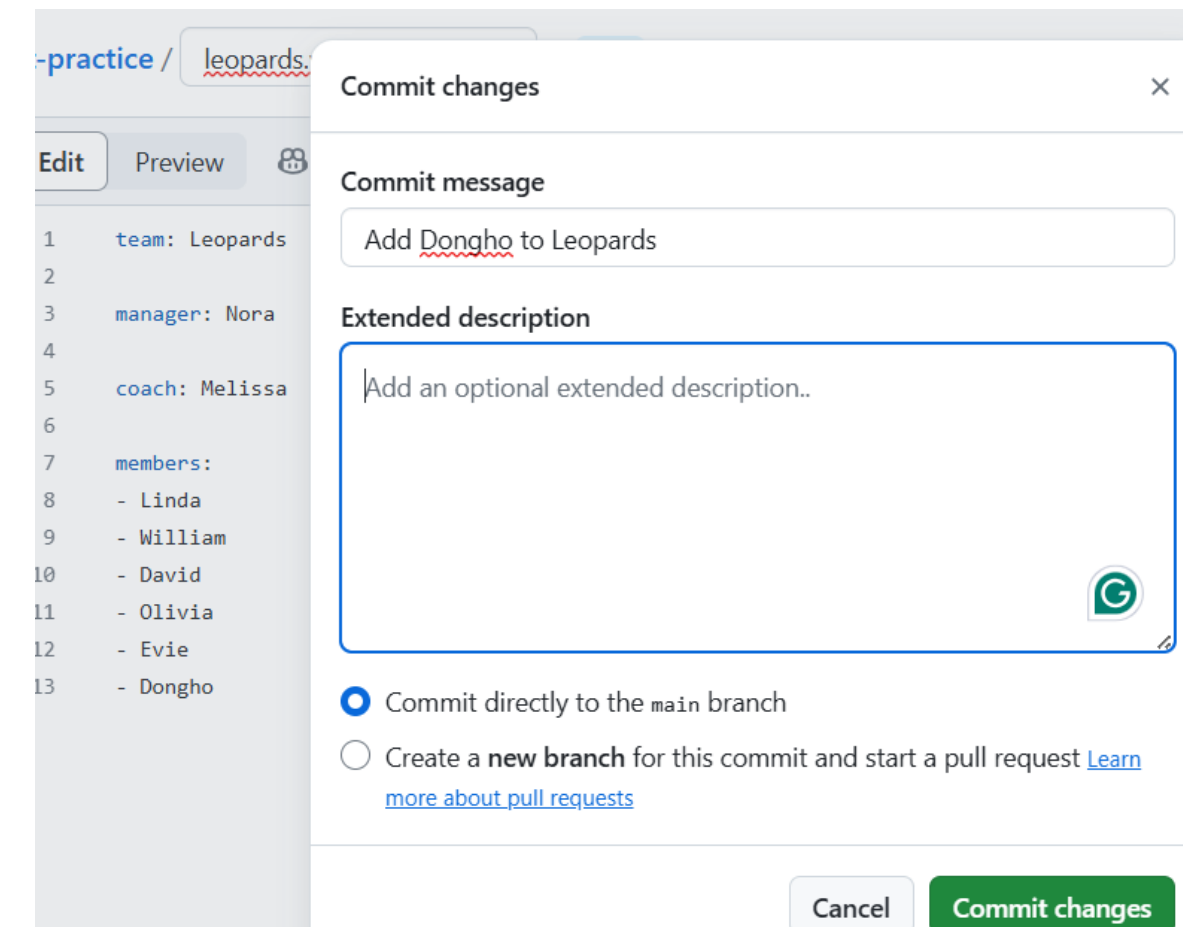 -practice / leopards.
Commit changes
Edit Preview
Commit message
Add Dongho to Leopards
Extended description
Add an optional extended description..
1 team: Leopards
2
3 manager: Nora
4
5 coach: Melissa
6
7 members:
8 - Linda
9 - William
10 - David
11 - Olivia
12 - Evie
13 - Dongho
G
Commit directly to the main branch
Create a new branch for this commit and start a pull request Learn
more about pull requests
Cancel Commit changes